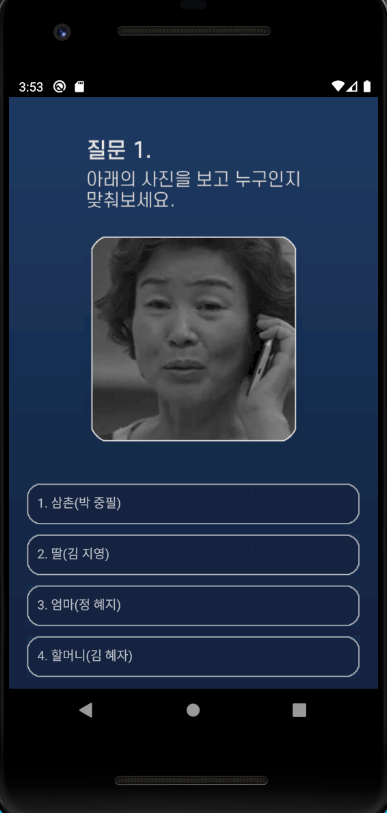 3:53
질문 1.
아래의 사진을 보고 누구인지
맞춰보세요.
1. 삼촌(박 중필)
2. 딸(김 지영)
3. 엄마(정 혜지)
4. 할머니(김 혜자)